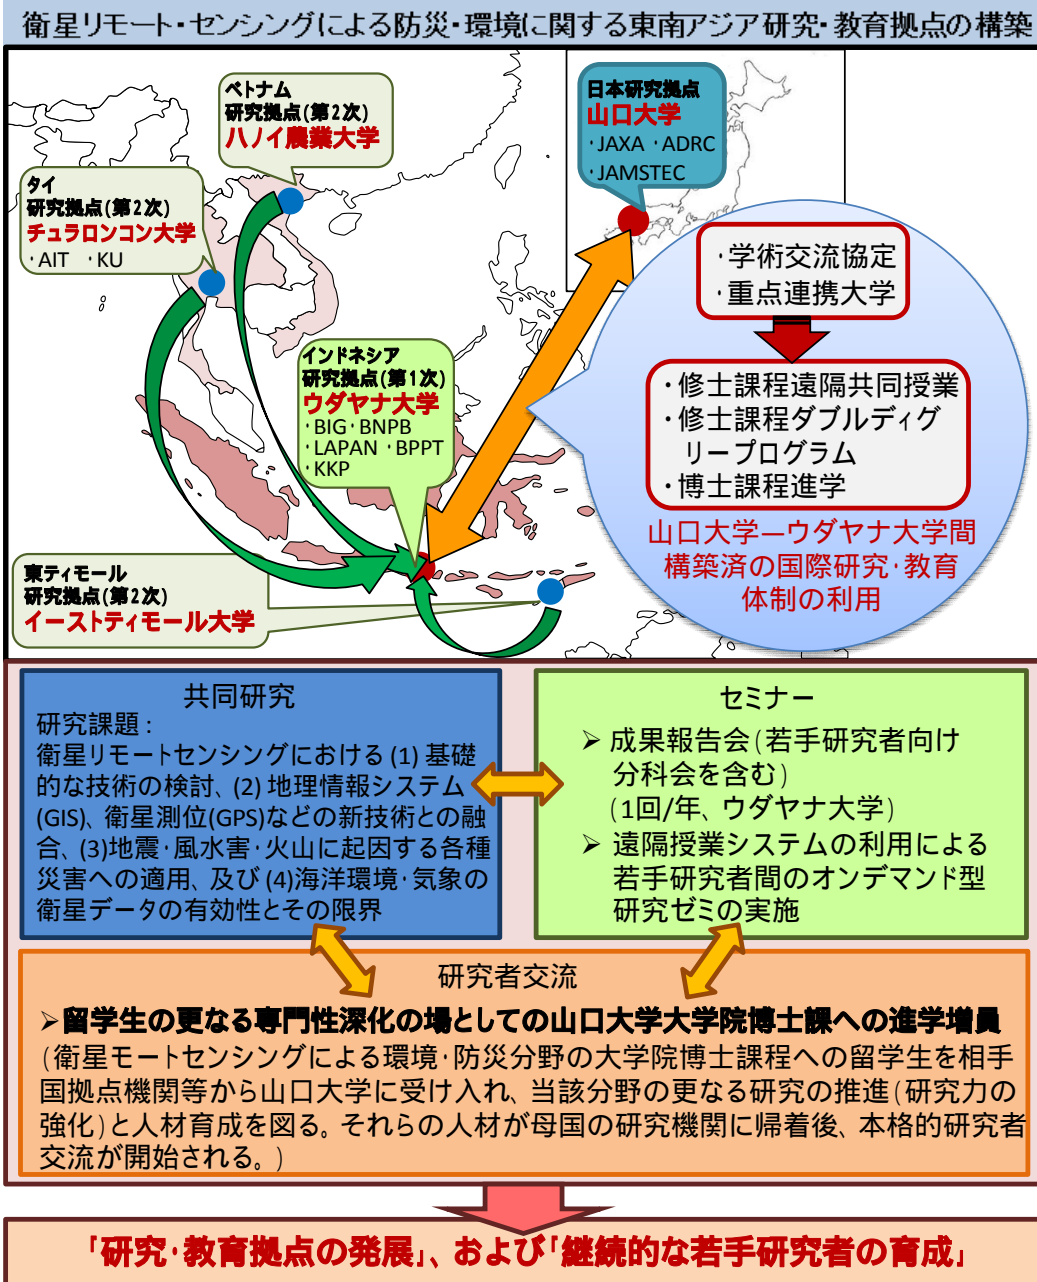 衛星リモート・センシングによる防災・環境に関する東南アジア研究・教育拠点の構築
ベトナム
研究拠点(第2次)
ハノイ農業大学
日本研究拠点
山口大学
・JAXA ・ADRC
・JAMSTEC
タイ
研究拠点(第2次)
チュラロンコン大学
・AIT ・KU
・学術交流協定
・重点連携大学
インドネシア
研究拠点(第1次)
ウダヤナ大学
・BIG・BNPB
・LAPAN ・BPPT
・KKP
・修士課程遠隔共同授業
・修士課程ダブルディグ
リープログラム
・博士課程進学
山口大学―ウダヤナ大学間
構築済の国際研究・教育
体制の利用
東ティモール
研究拠点(第2次)
イーストティモール大学
共同研究
研究課題:
衛星リモートセンシングにおける (1) 基礎
的な技術の検討、(2) 地理情報システム
(GIS)、衛星測位(GPS)などの新技術との融
合、(3)地震・風水害・火山に起因する各種
災害への適用、及び (4)海洋環境・気象の
衛星データの有効性とその限界
セミナー
➢ 成果報告会(若手研究者向け
分科会を含む)
(1回/年、ウダヤナ大学)
➢ 遠隔授業システムの利用による
若手研究者間のオンデマンド型
研究ゼミの実施
研究者交流
➢留学生の更なる専門性深化の場としての山口大学大学院博士課への進学増員
(衛星モートセンシングによる環境・防災分野の大学院博士課程への留学生を相手
国拠点機関等から山口大学に受け入れ、当該分野の更なる研究の推進(研究力の
強化)と人材育成を図る。それらの人材が母国の研究機関に帰着後、本格的研究者
交流が開始される。)
「研究・教育拠点の発展」、および「継続的な若手研究者の育成」